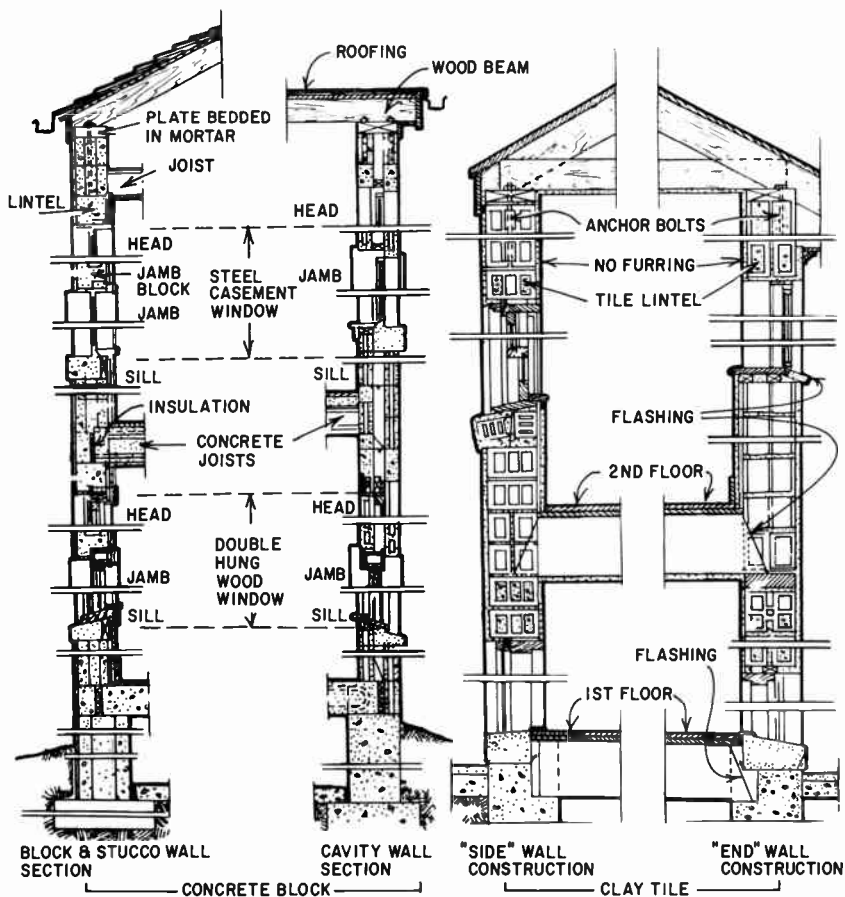 ROOFING
WOOD BEAM
PLATE BEDDED
IN MORTAR
JOIST
LINTEL
HEAD
HEAD
ANCHOR BOLTS
JAMB
BLOCK
STEEL
CASEMENT
WINDOW
JAMB
NO FURRING
JAMB
TILE LINTEL
SILL
SILL
INSULATION
CONCRETE
JOISTS
FLASHING
2ND FLOOR
HEAD
HEAD
DOUBLE
HUNG
WOOD
WINDOW
JAMB
JAMB
SILL
SILL
FLASHING
1ST FLOOR
BLOCK & STUCCO WALL
SECTION
CAVITY WALL
SECTION
"SIDE" WALL
CONSTRUCTION
"END" WALL
CONSTRUCTION
CONCRETE BLOCK
CLAY TILE